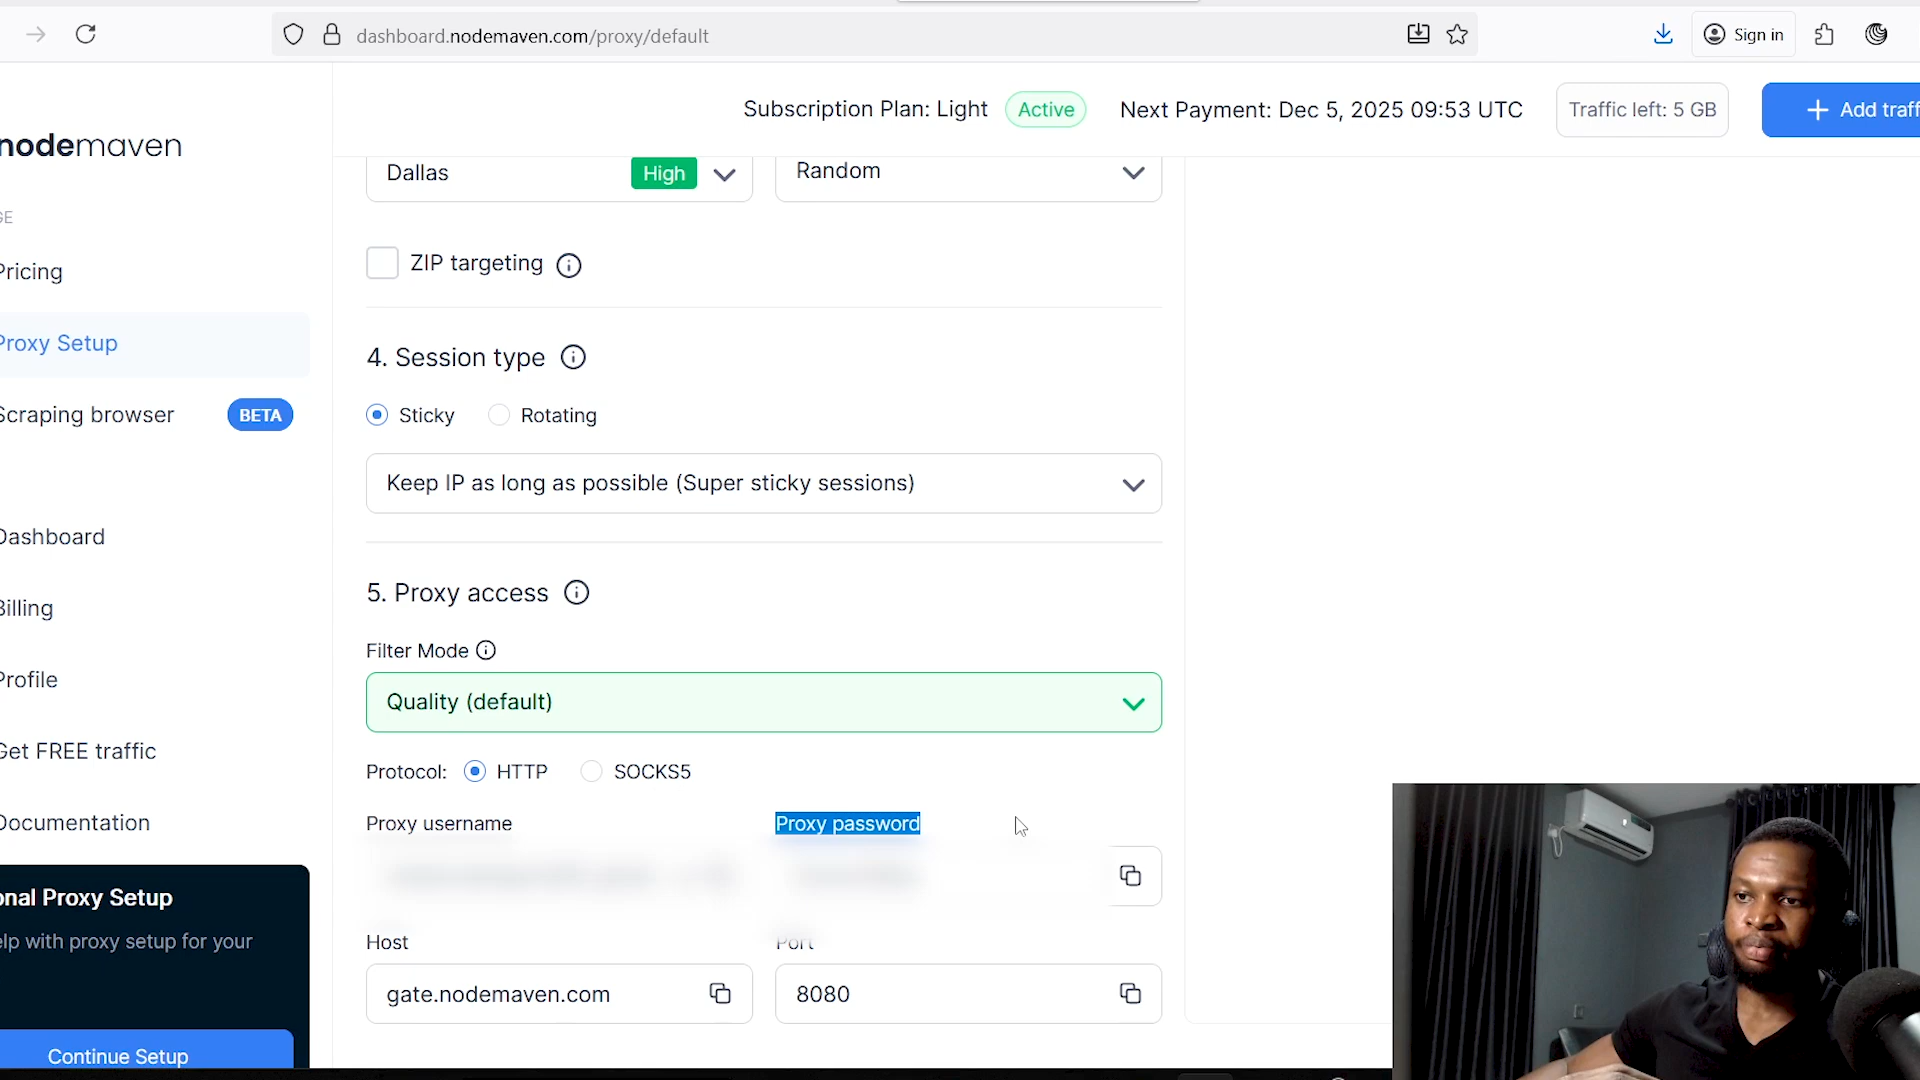 dashboard.nodemaven.com/proxy/default
Sign in
Subscription Plan: Light
Active
Next Payment: Dec 5, 2025 09:53 UTC
Traffic left: 5 GB
+ Add traff
nodemaven
GE
Pricing
Proxy Setup
Scraping browser
BETA
Dashboard
Billing
Profile
Get FREE traffic
Documentation
onal Proxy Setup
elp with proxy setup for your
Continue Setup
Dallas
High
Random
ZIP targeting
4. Session type
Sticky
Rotating
Keep IP as long as possible (Super sticky sessions)
5. Proxy access
Filter Mode
Quality (default)
Protocol:
HTTP
SOCKS5
Proxy username
Proxy password
Host
Port
gate.nodemaven.com
8080